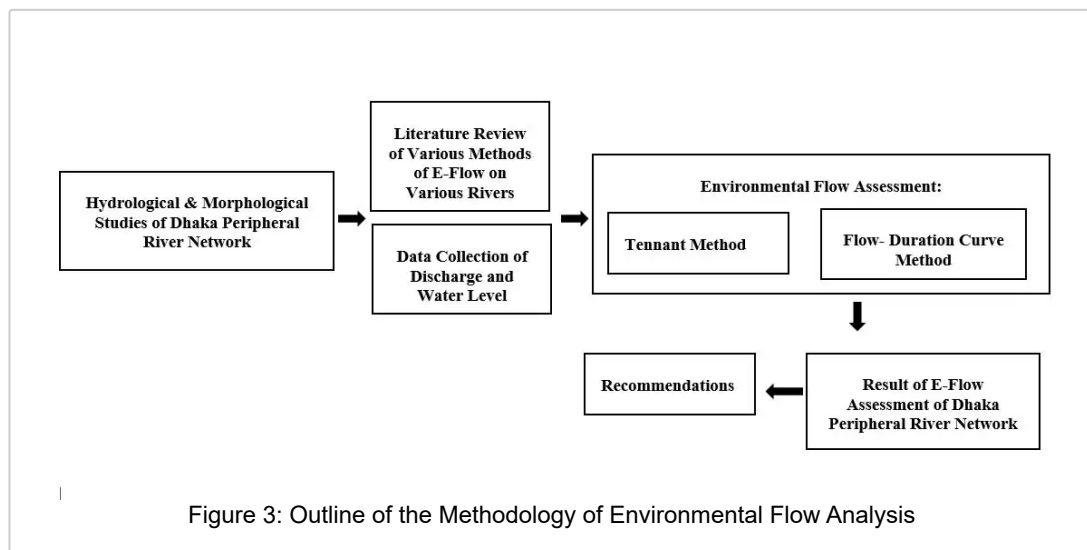 Hydrological & Morphological
Studies of Dhaka Peripheral
River Network
Literature Review
of Various Methods
of E-Flow on
Various Rivers
Data Collection of
Discharge and
Water Level
Environmental Flow Assessment:
Tennant Method
Flow- Duration Curve
Method
Result of E-Flow
Assessment of Dhaka
Peripheral River Network
Recommendations
Figure 3: Outline of the Methodology of Environmental Flow Analysis